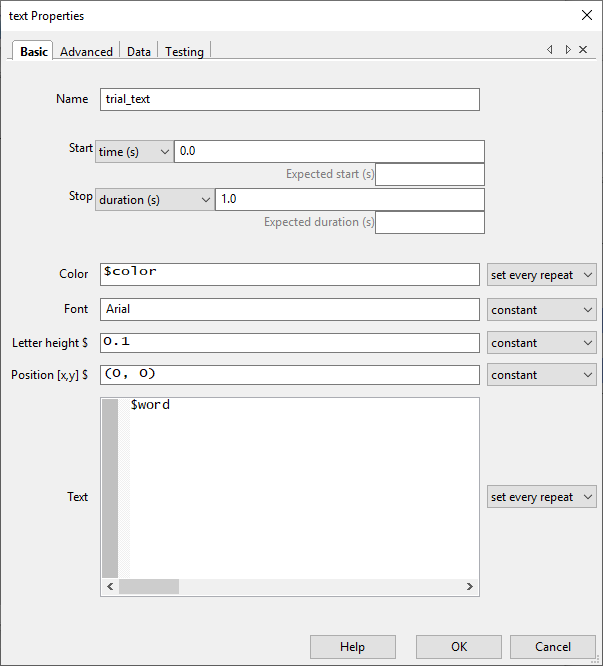 text Properties
Basic Advanced Data Testing
Name trial_text
Start time (s) 0.0
Expected start (s)
Stop duration (s) 1.0
Expected duration (s)
Color $color set every repeat
Font Arial constant
Letter height $ 0.1 constant
Position [x,y] $ (0, 0) constant
$word
Text set every repeat
Help OK Cancel